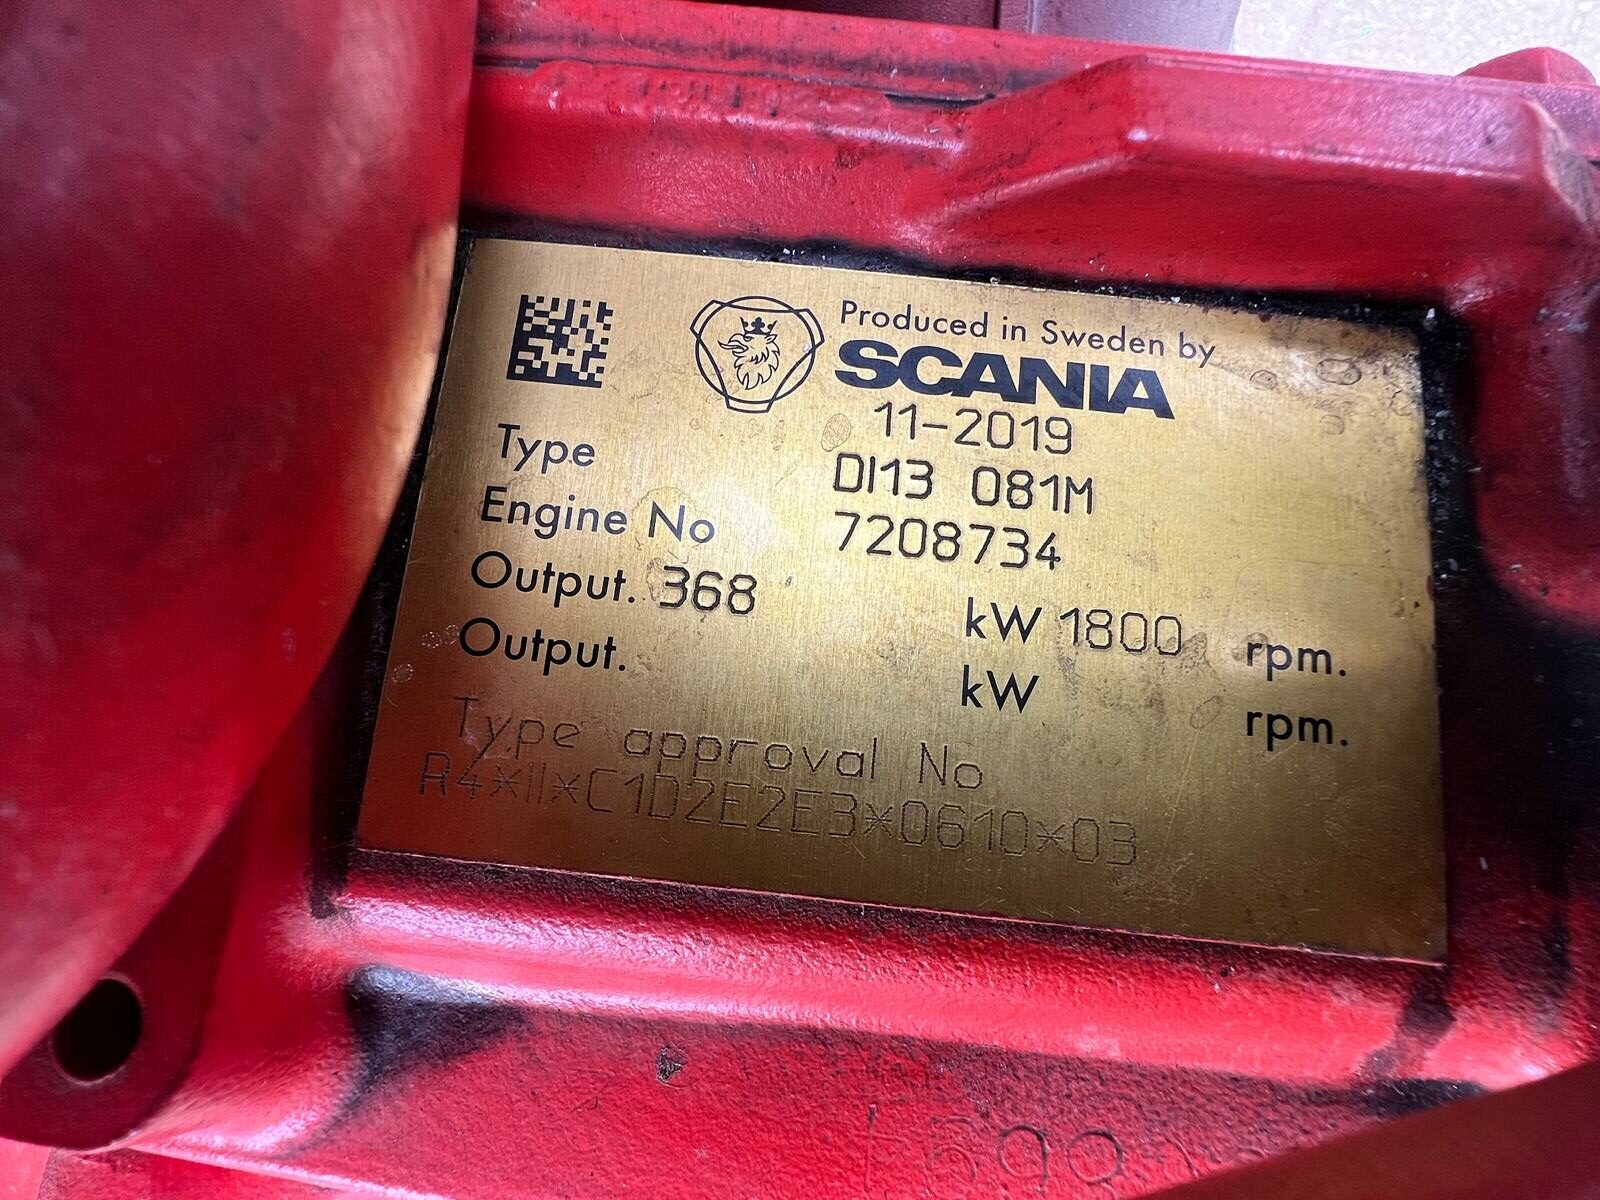 Produced in Sweden by
SCANIA
11-2019
Type DI13 081M
Engine No 7208734
Output. 368 kW 1800 rpm.
Output. kW rpm.
Type approval No
R4*II*C1D2E2E3*0610*03